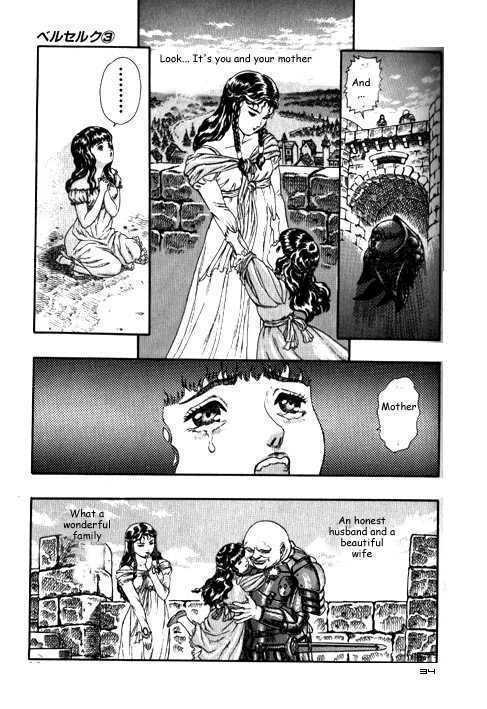 ベルセルク③
And
...
Look... It's you and your mother
........
Mother
An honest
husband and a
beautiful
wife
What a
wonderful
family
34